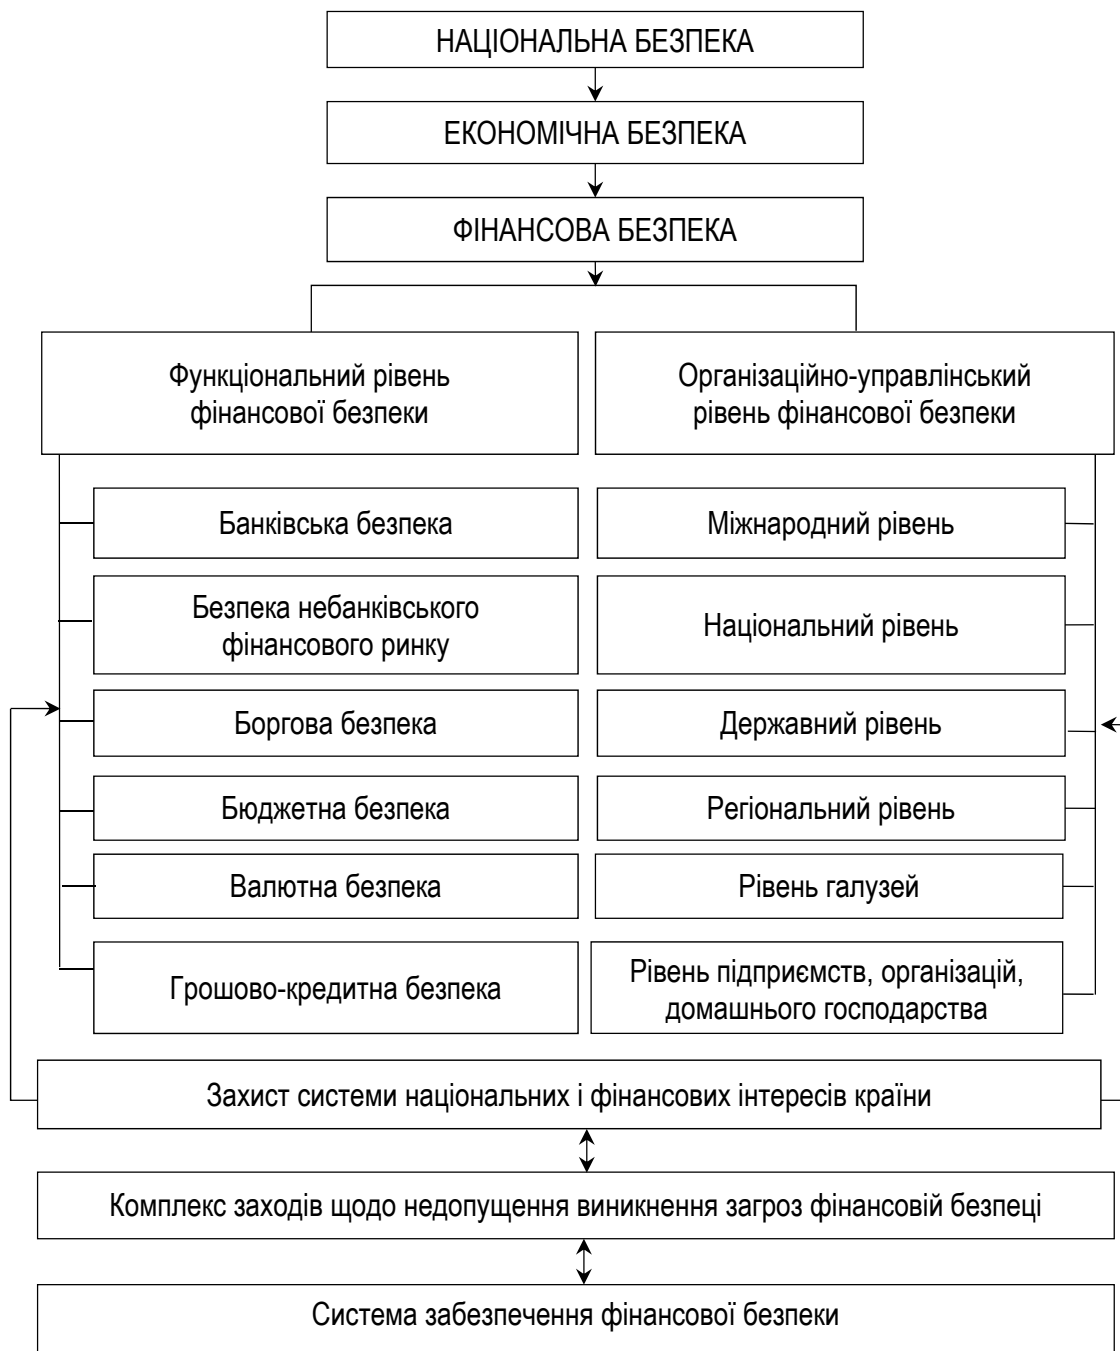 НАЦІОНАЛЬНА БЕЗПЕКА
ЕКОНОМІЧНА БЕЗПЕКА
ФІНАНСОВА БЕЗПЕКА
Функціональний рівень
фінансової безпеки
Організаційно-управлінський
рівень фінансової безпеки
Банківська безпека
Міжнародний рівень
Безпека небанківського
фінансового ринку
Національний рівень
Боргова безпека
Державний рівень
Бюджетна безпека
Регіональний рівень
Валютна безпека
Рівень галузей
Грошово-кредитна безпека
Рівень підприємств, організацій,
домашнього господарства
Захист системи національних і фінансових інтересів країни
Комплекс заходів щодо недопущення виникнення загроз фінансовій безпеці
Система забезпечення фінансової безпеки